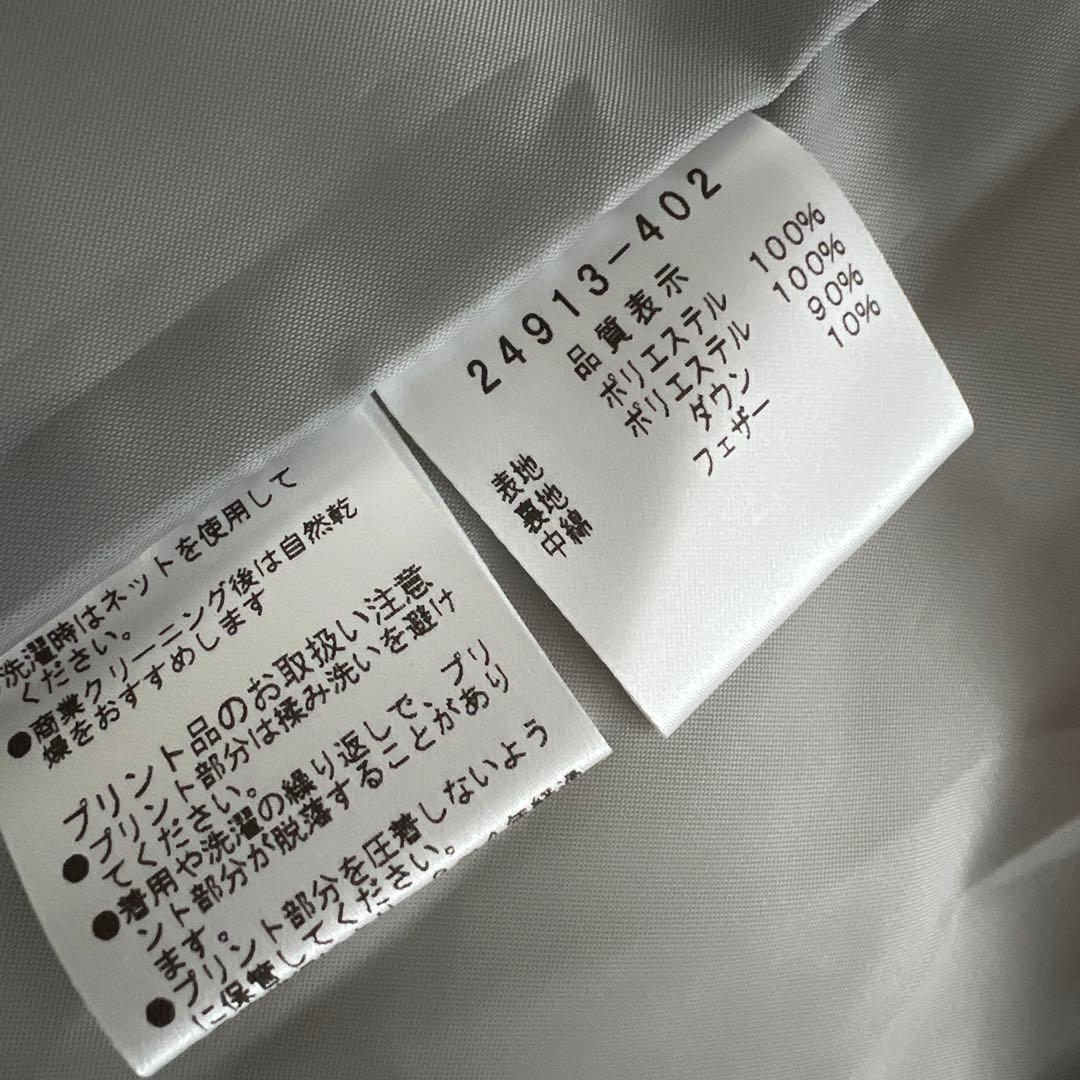 24913-402
品質表示
表地 ポリエステル 100%
裏地 ポリエステル 100%
中綿 ダウン 90%
フェザー 10%
洗濯時はネットを使用して
ください。
●商業クリーニング後は自然乾
燥をおすすめします
プリント品のお取扱い注意
●プリント部分は揉み洗いを避け
てください。
●着用や洗濯の繰り返しで、プリ
ント部分が脱落することがあり
ます。
●プリント部分を圧着しないよう
に保管してください。